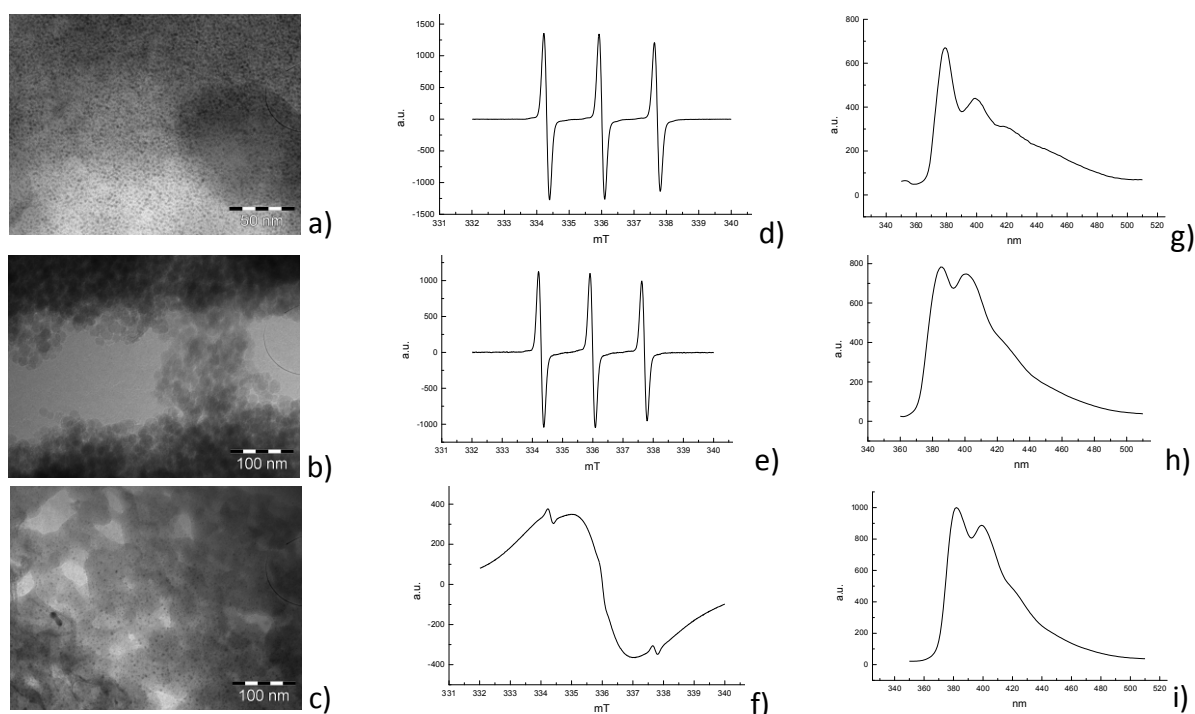 50 nm
a)
1500
1000
500
0
-500
-1000
-1500
a.u.
331 332 333 334 335 336 337 338 339 340
mT
d)
800
600
400
200
0
a.u.
340 360 380 400 420 440 460 480 500 520
nm
g)
100 nm
b)
1000
500
0
-500
-1000
a.u.
331 332 333 334 335 336 337 338 339 340 341
mT
e)
800
600
400
200
0
a.u.
340 360 380 400 420 440 460 480 500
nm
h)
100 nm
c)
400
200
0
-200
-400
a.u.
331 332 333 334 335 336 337 338 339 340 341
mT
f)
1000
800
600
400
200
0
a.u.
340 360 380 400 420 440 460 480 500
nm
i)